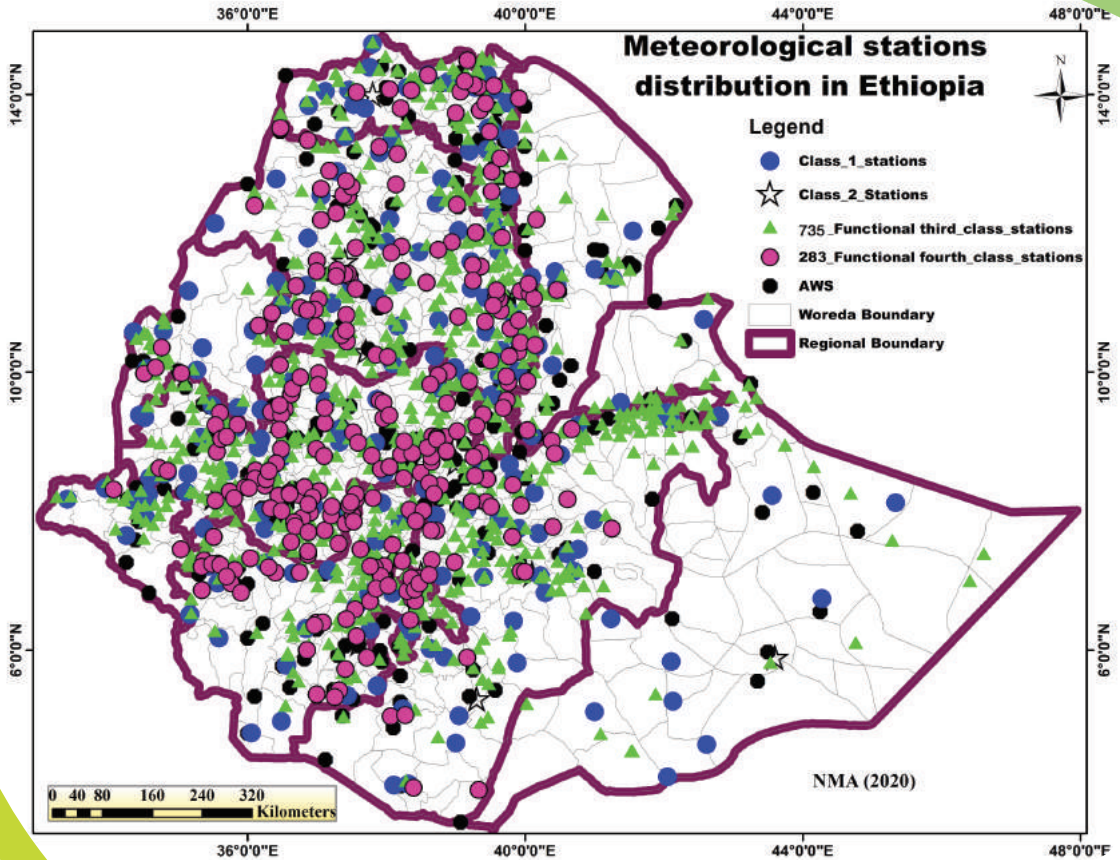 36°0'0"E 40°0'0"E 44°0'0"E 48°0'0"E
Meteorological stations
distribution in Ethiopia
N
14°0'0"N 14°0'0"N
Legend
Class_1_stations
Class_2_Stations
735_Functional third_class_stations
283_Functional fourth_class_stations
AWS
Woreda Boundary
Regional Boundary
10°0'0"N 10°0'0"N
6°0'0"N 6°0'0"N
NMA (2020)
0 40 80 160 240 320
Kilometers
36°0'0"E 40°0'0"E 44°0'0"E 48°0'0"E